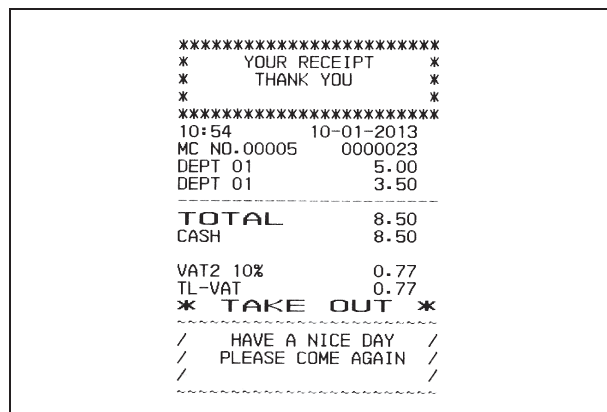 ************************
* YOUR RECEIPT *
* THANK YOU *
* *
************************
10:54 10-01-2013
MC NO.00005 0000023
DEPT 01 5.00
DEPT 01 3.50
------------------------
TOTAL 8.50
CASH 8.50
VAT2 10% 0.77
TL-VAT 0.77
* TAKE OUT *
~~~~~~~~~~~~~~~~~~~~~~~~
/ HAVE A NICE DAY /
/ PLEASE COME AGAIN /
/ /
~~~~~~~~~~~~~~~~~~~~~~~~